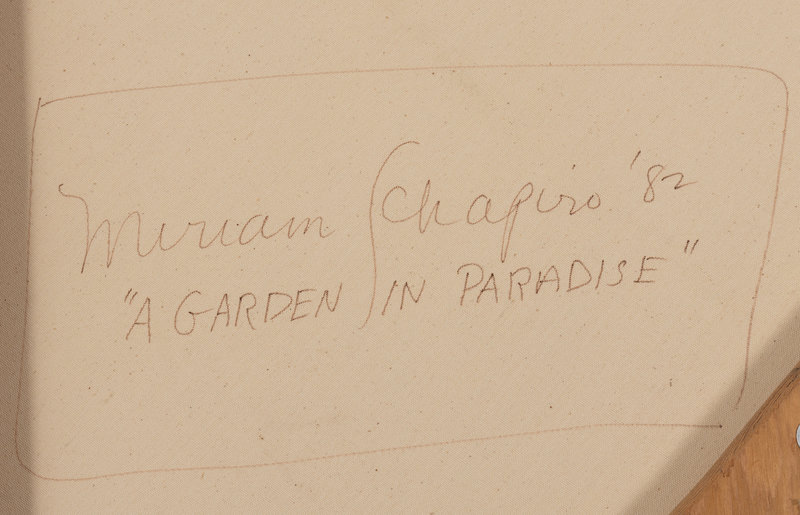 Miriam Schapiro '82
"A GARDEN IN PARADISE"